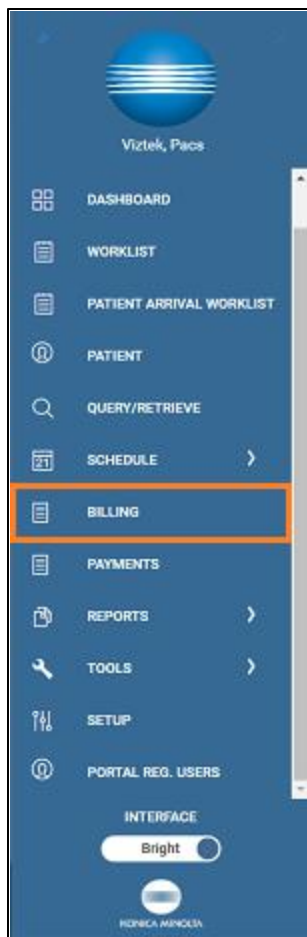 Viztek, Pacs
DASHBOARD
WORKLIST
PATIENT ARRIVAL WORKLIST
PATIENT
QUERY/RETRIEVE
21 SCHEDULE
BILLING
PAYMENTS
REPORTS
TOOLS
SETUP
PORTAL REG. USERS
INTERFACE
Bright
KONICA MINOLTA